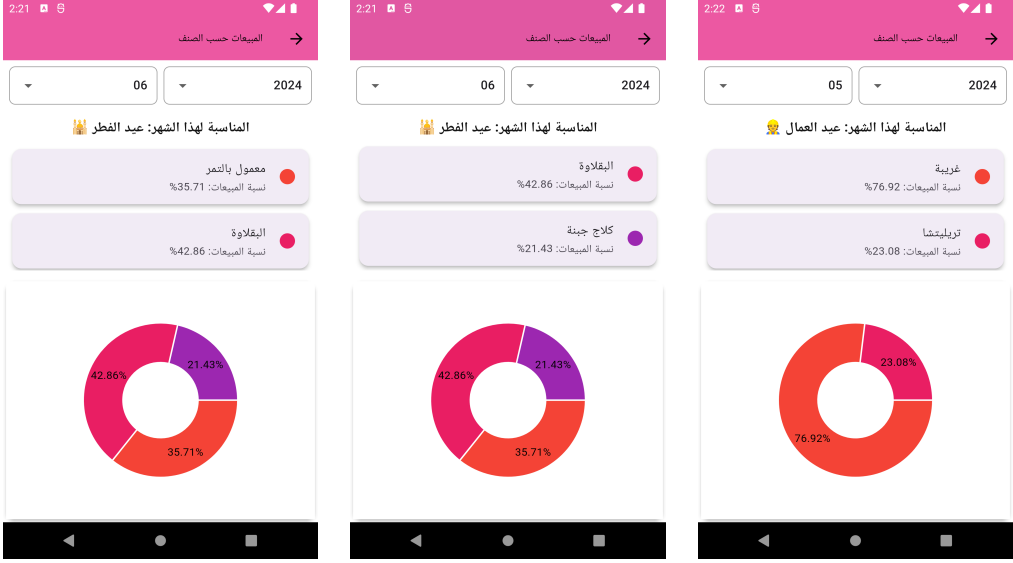 2:21
المبيعات حسب الصنف
2024
06
المناسبة لهذا الشهر: عيد الفطر 🕌
معمول بالتمر
نسبة المبيعات: 35.71%
البقلاوة
نسبة المبيعات: 42.86%
21.43%
42.86%
35.71%
2:21
المبيعات حسب الصنف
2024
06
المناسبة لهذا الشهر: عيد الفطر 🕌
البقلاوة
نسبة المبيعات: 42.86%
كلاج جبنة
نسبة المبيعات: 21.43%
21.43%
42.86%
35.71%
2:22
المبيعات حسب الصنف
2024
05
المناسبة لهذا الشهر: عيد العمال 👷
غريبة
نسبة المبيعات: 76.92%
تريليتشا
نسبة المبيعات: 23.08%
23.08%
76.92%